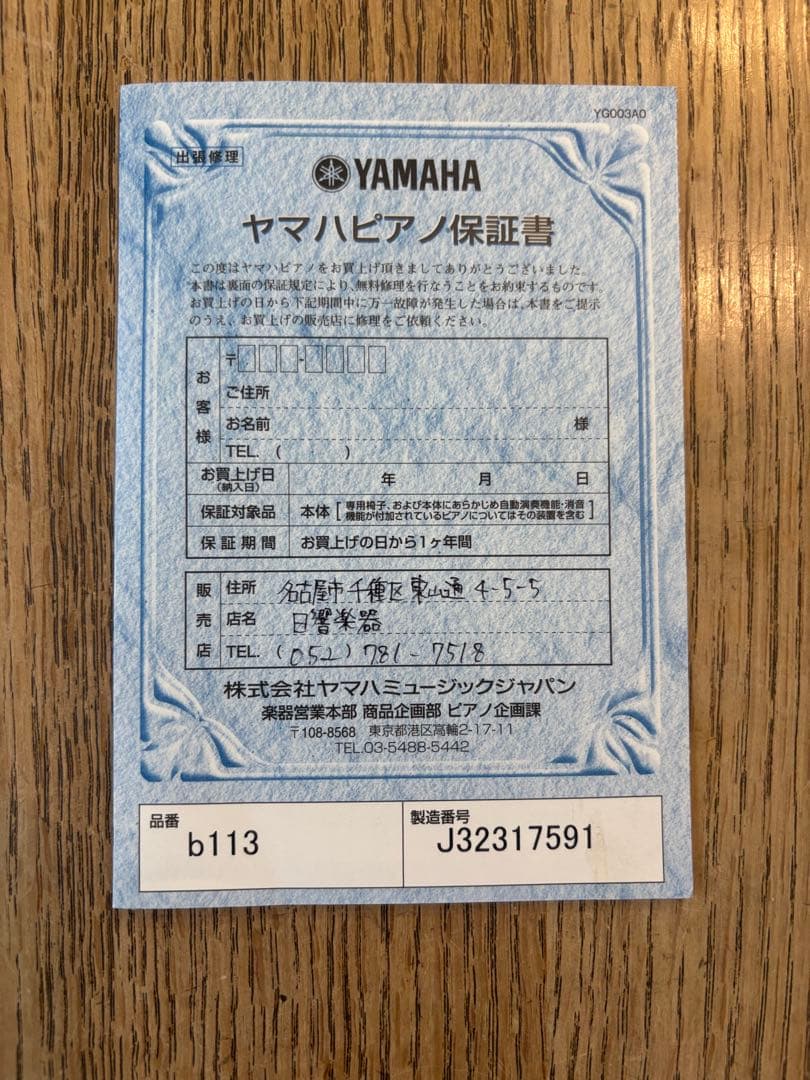 YG003A0
出張修理
YAMAHA
ヤマハピアノ保証書
この度はヤマハピアノをお買上げ頂きましてありがとうございました。
本書は裏面の保証規定により、無料修理を行なうことをお約束するものです。
お買上げの日から下記期間中に万一故障が発生した場合は、本書をご提示
のうえ、お買上げの販売店に修理をご依頼ください。
お客様
〒 -
ご住所
お名前 様
TEL. ( )
お買上げ日 年 月 日
(納入日)
保証対象品 本体 [専用椅子、および本体にあらかじめ自動演奏機能・消音
機能が付加されているピアノについてはその装置を含む]
保証期間 お買上げの日から1ヶ年間
販売店
住所 名古屋市千種区東山通4-5-5
店名 日響楽器
TEL. (052) 781-7518
株式会社ヤマハミュージックジャパン
楽器営業本部 商品企画部 ピアノ企画課
〒108-8568 東京都港区高輪2-17-11
TEL.03-5488-5442
品番 b113
製造番号 J32317591